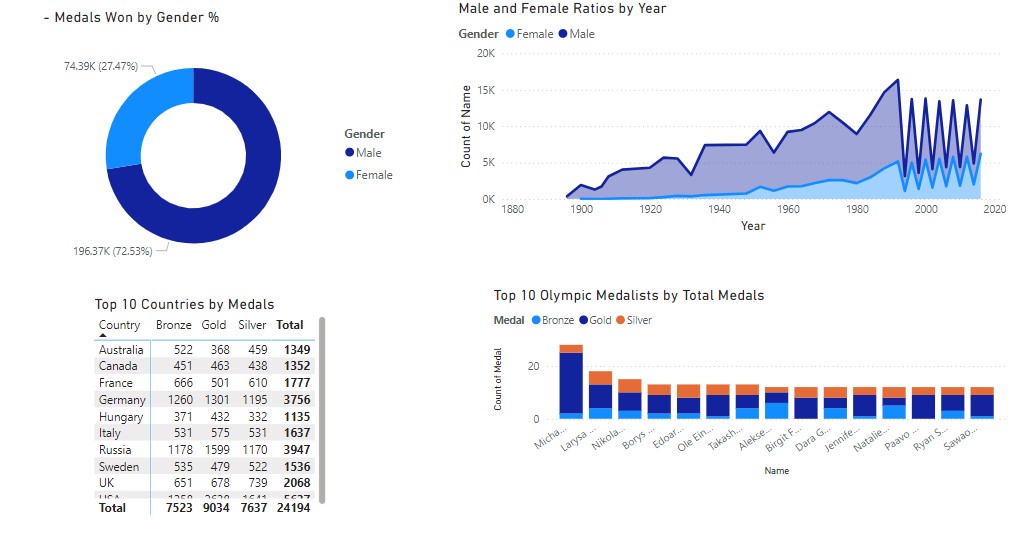 - Medals Won by Gender %
74.39K (27.47%)
196.37K (72.53%)
Gender
Male
Female
Male and Female Ratios by Year
Gender Female Male
Count of Name
20K
15K
10K
5K
0K
1880 1900 1920 1940 1960 1980 2000 2020
Year
Top 10 Countries by Medals
Country Bronze Gold Silver Total
Australia 522 368 459 1349
Canada 451 463 438 1352
France 666 501 610 1777
Germany 1260 1301 1195 3756
Hungary 371 432 332 1135
Italy 531 575 531 1637
Russia 1178 1599 1170 3947
Sweden 535 479 522 1536
UK 651 678 739 2068
USA
Total 7523 9034 7637 24194
Top 10 Olympic Medalists by Total Medals
Medal Bronze Gold Silver
Count of Medal
20
0
Micha... Larysa ... Nikola... Borys ... Edoar... Ole Ein... Takash... Alekse... Birgit F... Dara G... Jennife... Natalie... Paavo ... Ryan S... Sawao...
Name